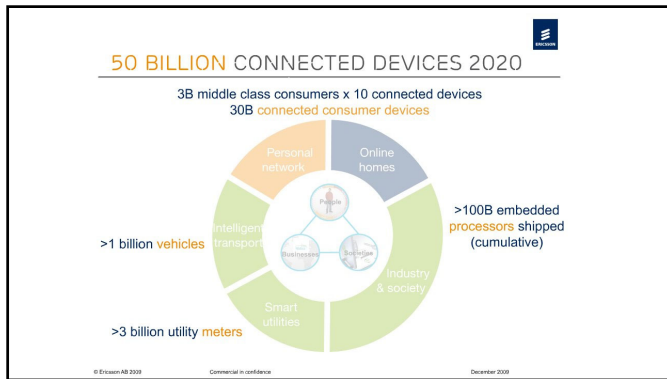 ERICSSON
50 BILLION CONNECTED DEVICES 2020
3B middle class consumers x 10 connected devices
30B connected consumer devices
Personal
network
Online
homes
People
>100B embedded
processors shipped
(cumulative)
Intelligent
transport
>1 billion vehicles
Businesses
Societies
Industry
& society
Smart
utilities
>3 billion utility meters
© Ericsson AB 2009
Commercial in confidence
December 2009